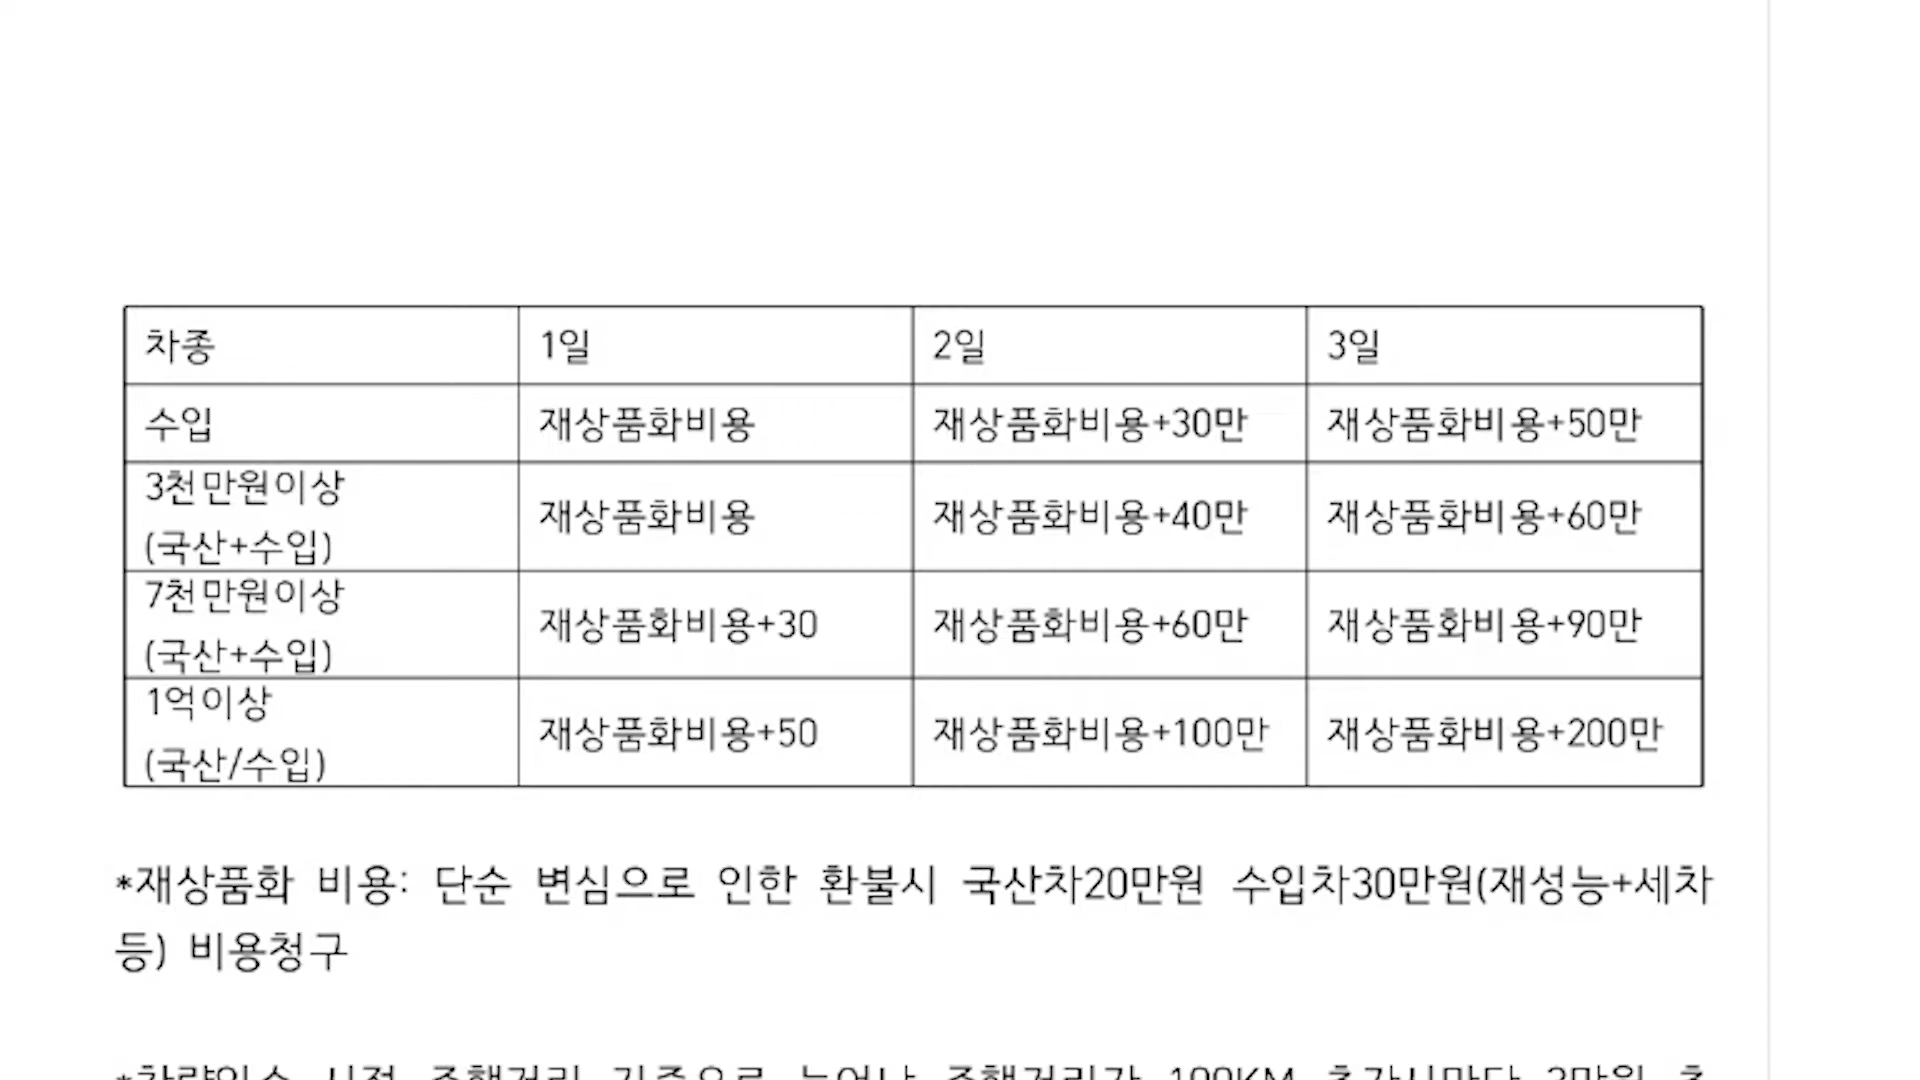 차종 1일 2일 3일
수입 재상품화비용 재상품화비용+30만 재상품화비용+50만
3천만원이상
(국산+수입) 재상품화비용 재상품화비용+40만 재상품화비용+60만
7천만원이상
(국산+수입) 재상품화비용+30 재상품화비용+60만 재상품화비용+90만
1억이상
(국산/수입) 재상품화비용+50 재상품화비용+100만 재상품화비용+200만
*재상품화 비용: 단순 변심으로 인한 환불시 국산차20만원 수입차30만원(재성능+세차
등) 비용청구